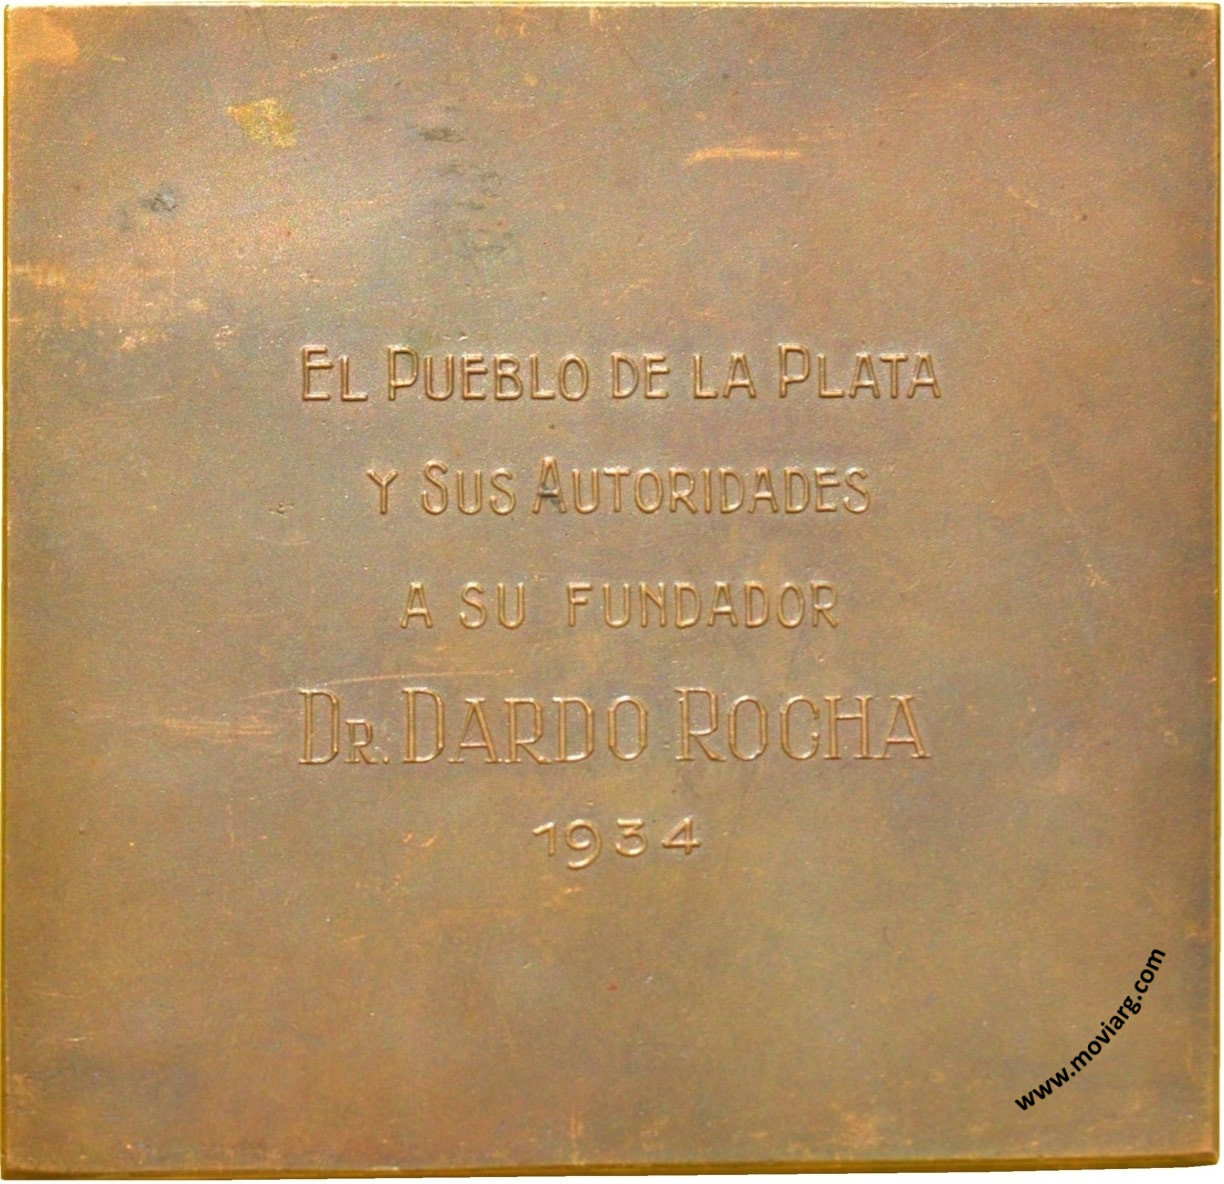 El Pueblo de la Plata
y Sus Autoridades
a su fundador
Dr. Dardo Rocha
1934
www.moviarg.com